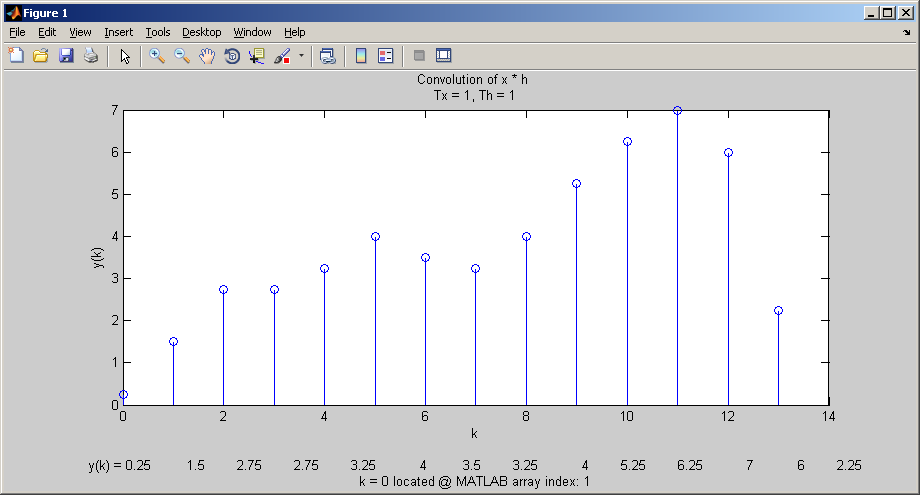 Figure 1
File Edit View Insert Tools Desktop Window Help
Convolution of x * h
Tx = 1, Th = 1
7
6
5
4
3
2
1
0
y(k)
0 2 4 6 8 10 12 14
k
y(k) = 0.25 1.5 2.75 2.75 3.25 4 3.5 3.25 4 5.25 6.25 7 6 2.25
k = 0 located @ MATLAB array index: 1